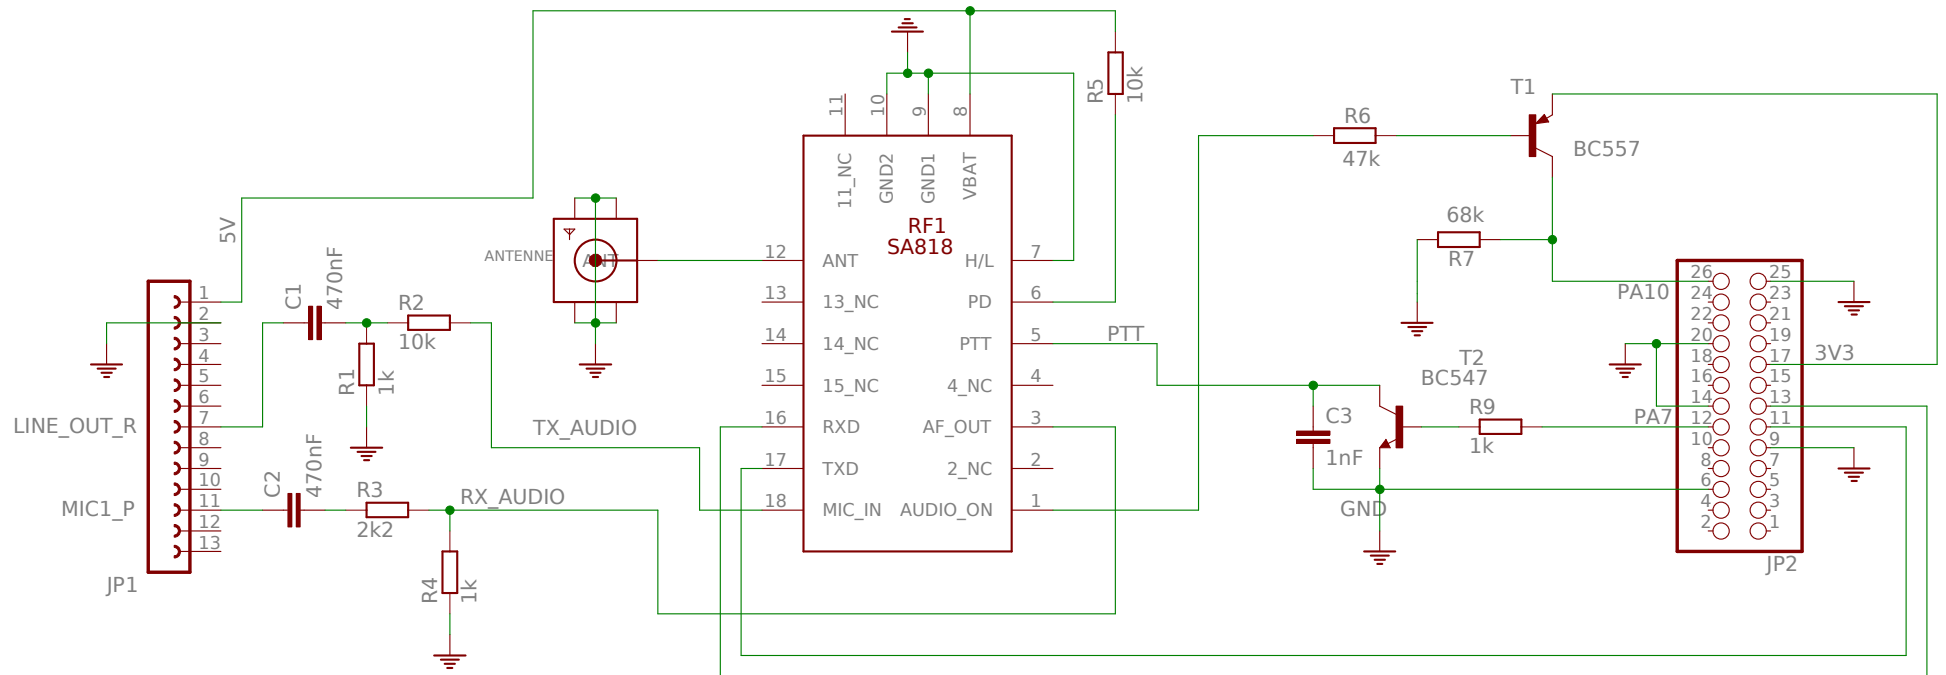 5V
C1
470nF
R2
10k
R1
1k
LINE_OUT_R
MIC1_P
C2
470nF
R3
2k2
RX_AUDIO
TX_AUDIO
R4
1k
JP1
1
2
3
4
5
6
7
8
9
10
11
12
13
ANTENNE
ANT
11
10
9
8
11_NC
GND2
GND1
VBAT
RF1
SA818
12 ANT
13 13_NC
14 14_NC
15 15_NC
16 RXD
17 TXD
18 MIC_IN
H/L 7
PD 6
PTT 5
4_NC 4
AF_OUT 3
2_NC 2
AUDIO_ON 1
R5
10k
PTT
R6
47k
T1
BC557
68k
R7
T2
BC547
R9
1k
C3
1nF
GND
PA10
PA7
3V3
26 25
24 23
22 21
20 19
18 17
16 15
14 13
12 11
10 9
8 7
6 5
4 3
2 1
JP2